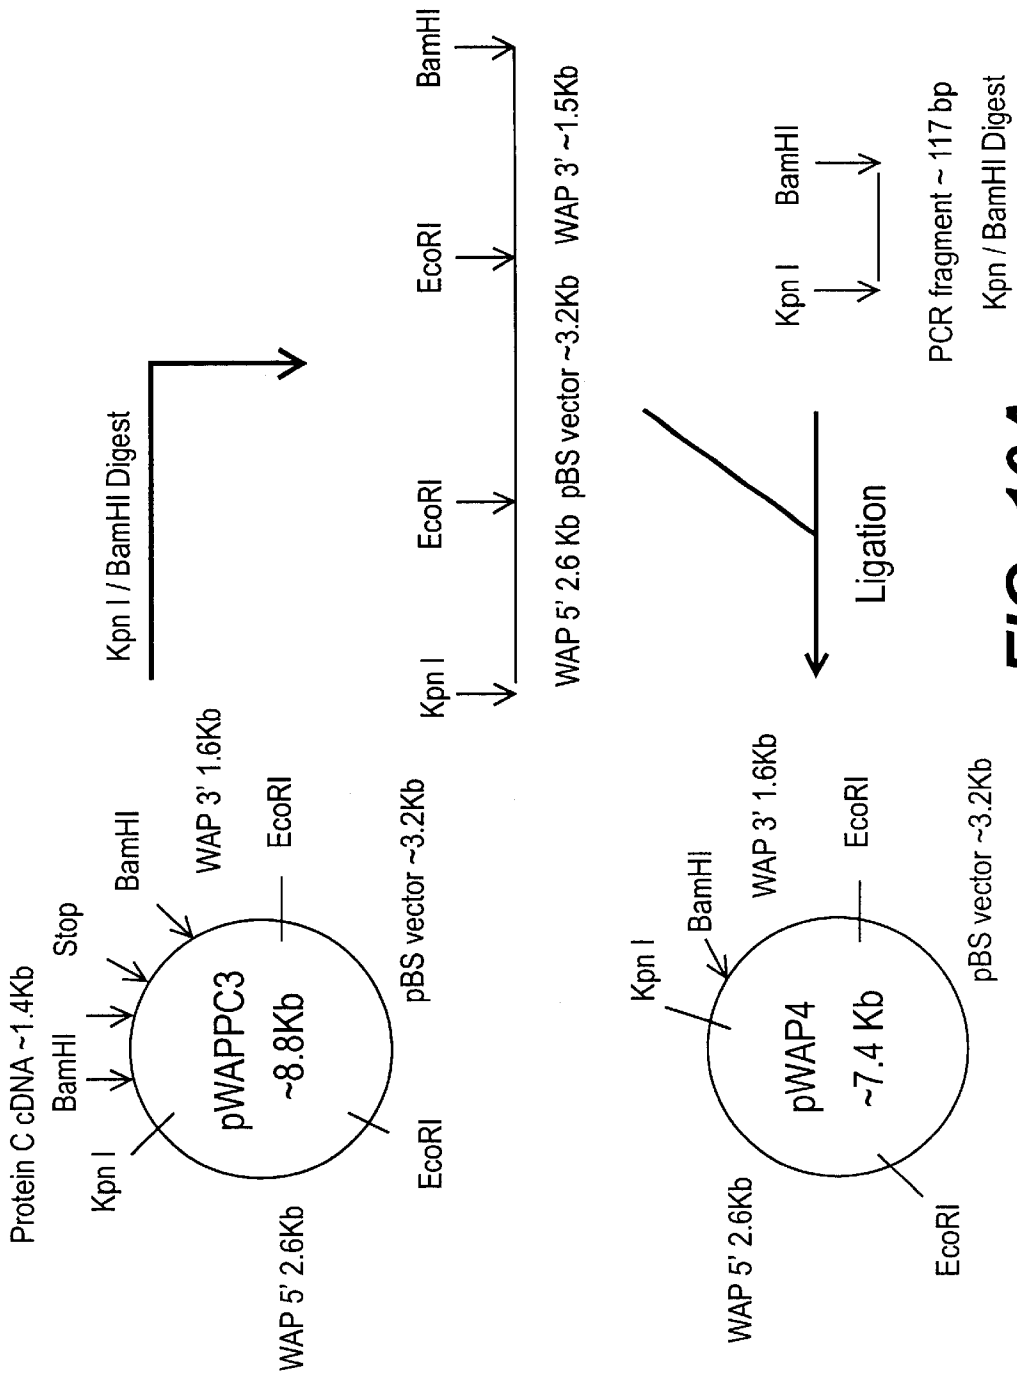 Protein C cDNA ~1.4Kb
BamHI
Stop
Kpn I
BamHI
WAP 3' 1.6Kb
pWAPPC3
~8.8Kb
EcoRI
WAP 5' 2.6Kb
EcoRI
pBS vector ~3.2Kb
Kpn I / BamHI Digest
Kpn I
EcoRI
EcoRI
BamHI
WAP 5' 2.6 Kb
pBS vector ~3.2Kb
WAP 3' ~1.5Kb
Kpn I
BamHI
PCR fragment ~ 117 bp
Kpn / BamHI Digest
Ligation
Kpn I
BamHI
WAP 5' 2.6Kb
WAP 3' 1.6Kb
pWAP4
~7.4 Kb
EcoRI
EcoRI
pBS vector ~3.2Kb
FIG.